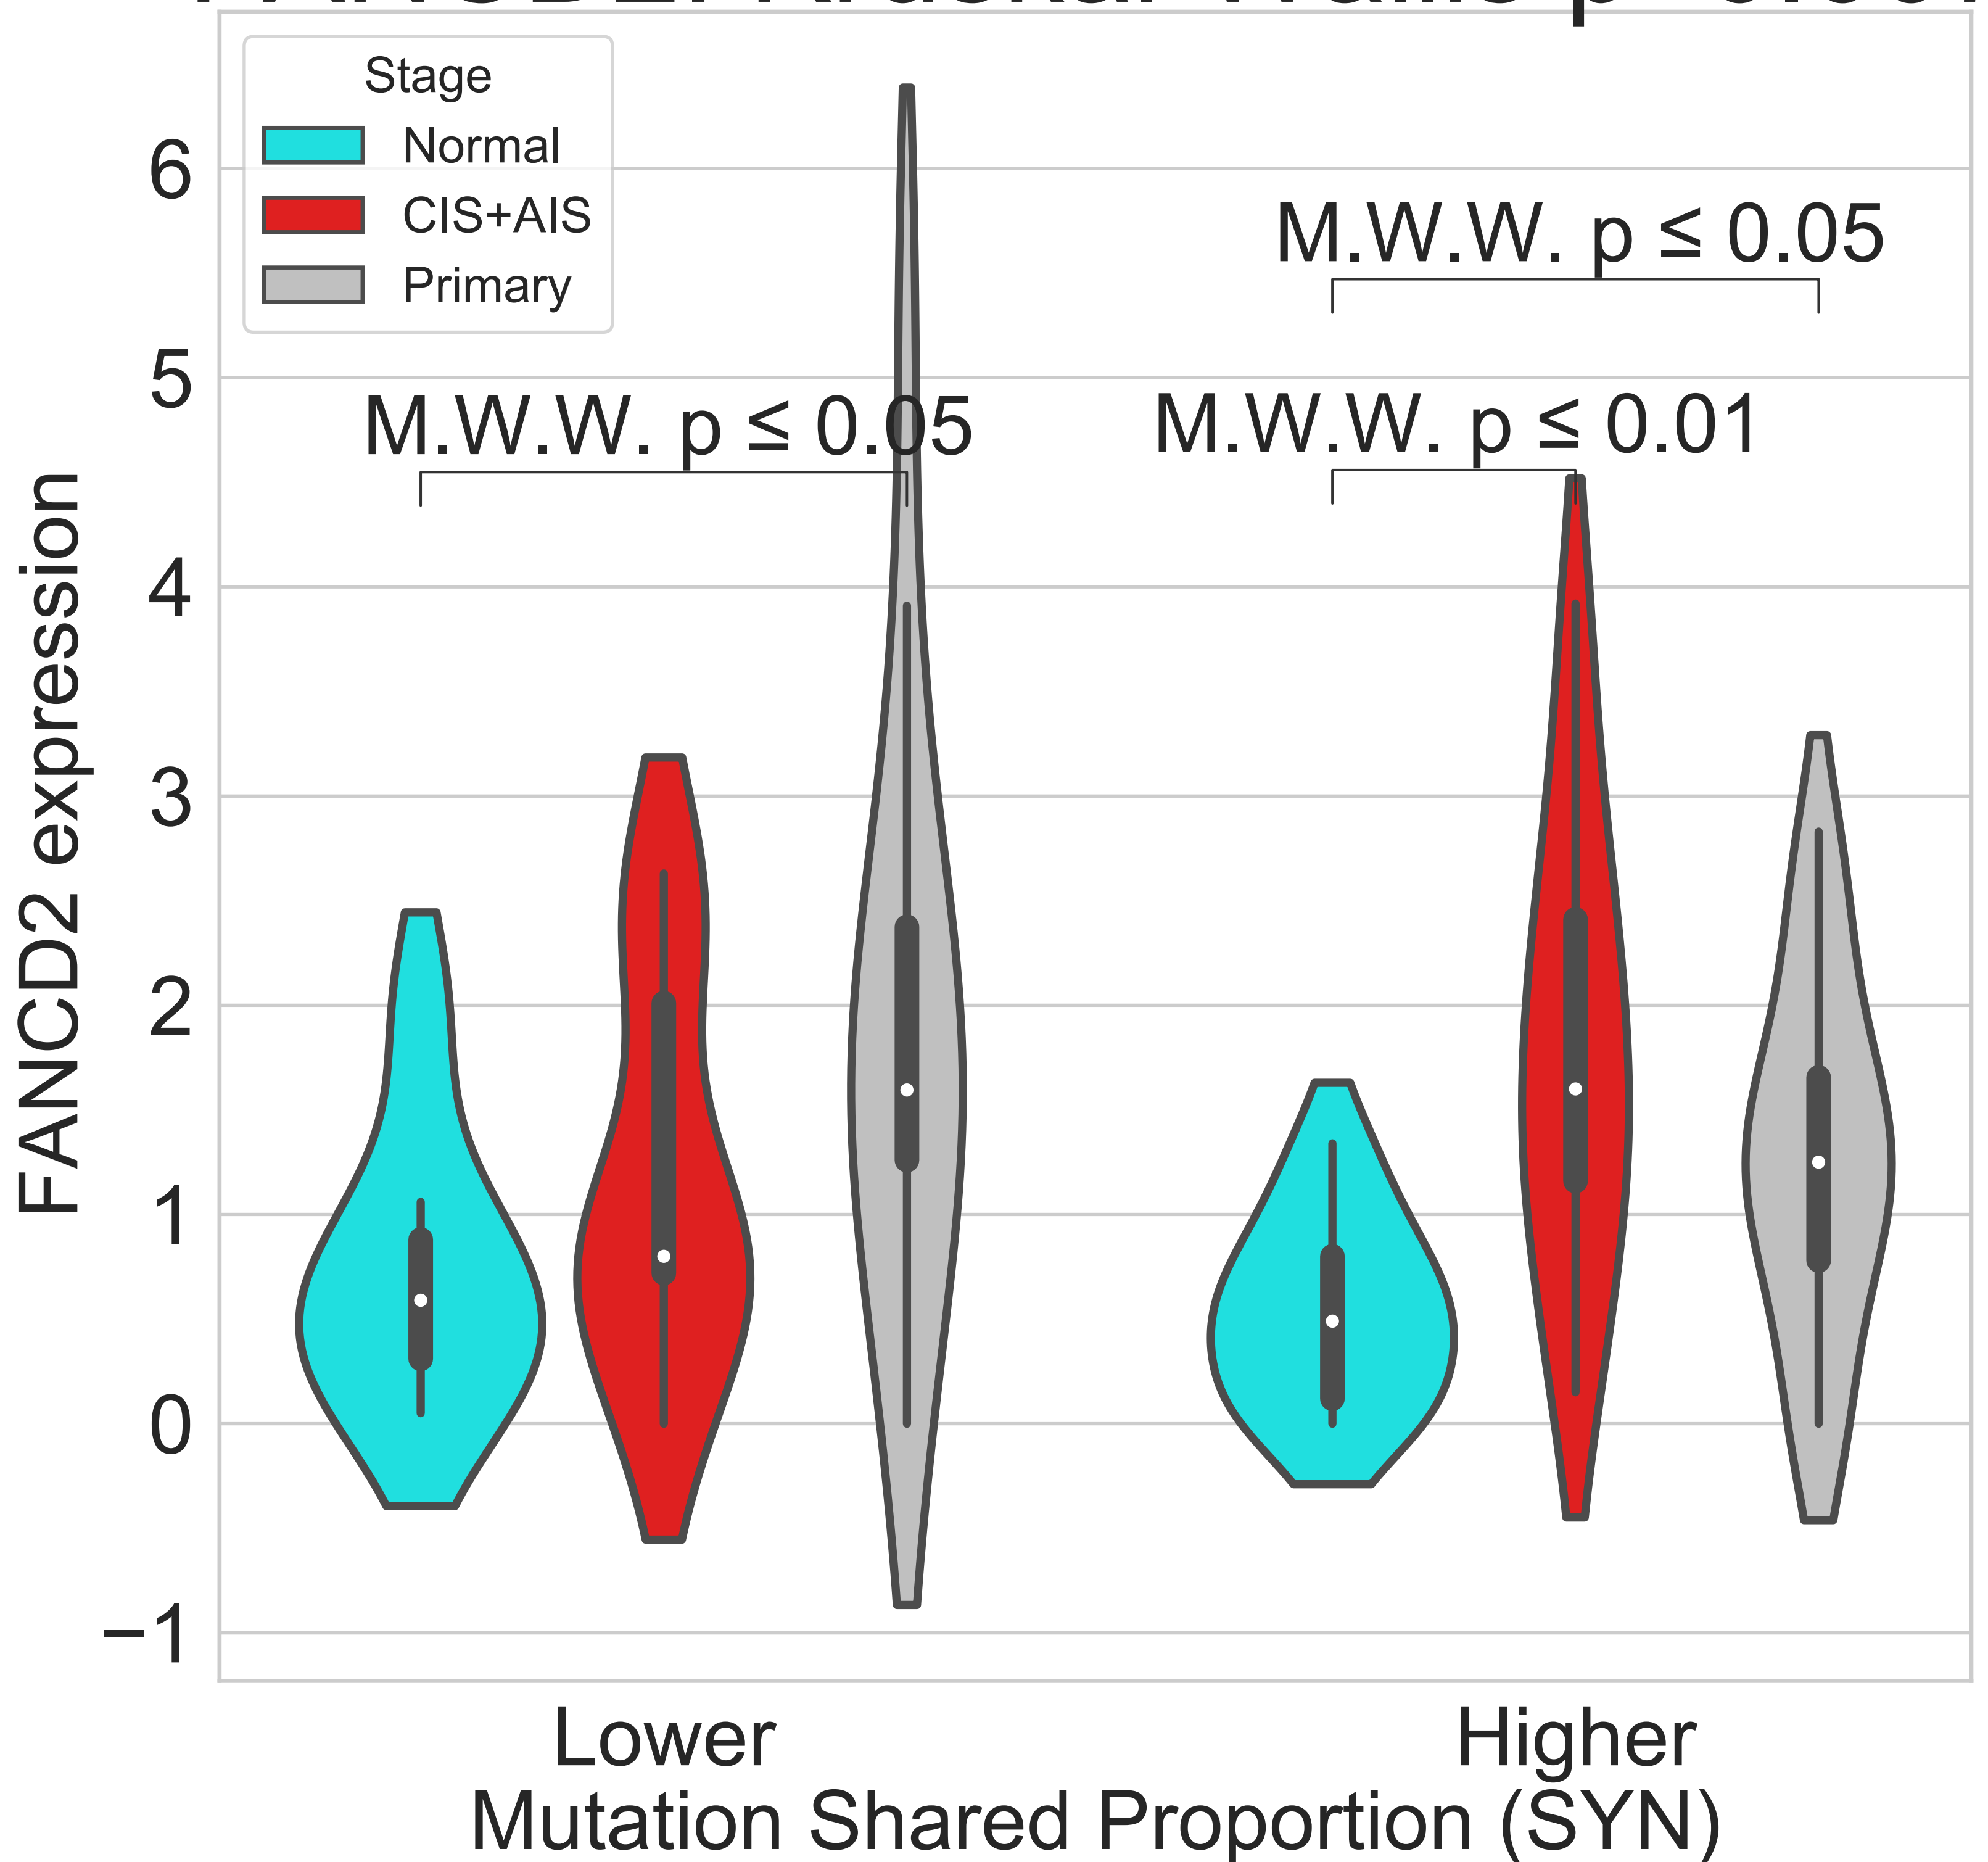 Stage
Normal
CIS+AIS
Primary
M.W.W. p ≤ 0.05
M.W.W. p ≤ 0.05
M.W.W. p ≤ 0.01
6
5
4
3
2
1
0
−1
FANCD2 expression
Lower
Higher
Mutation Shared Proportion (SYN)